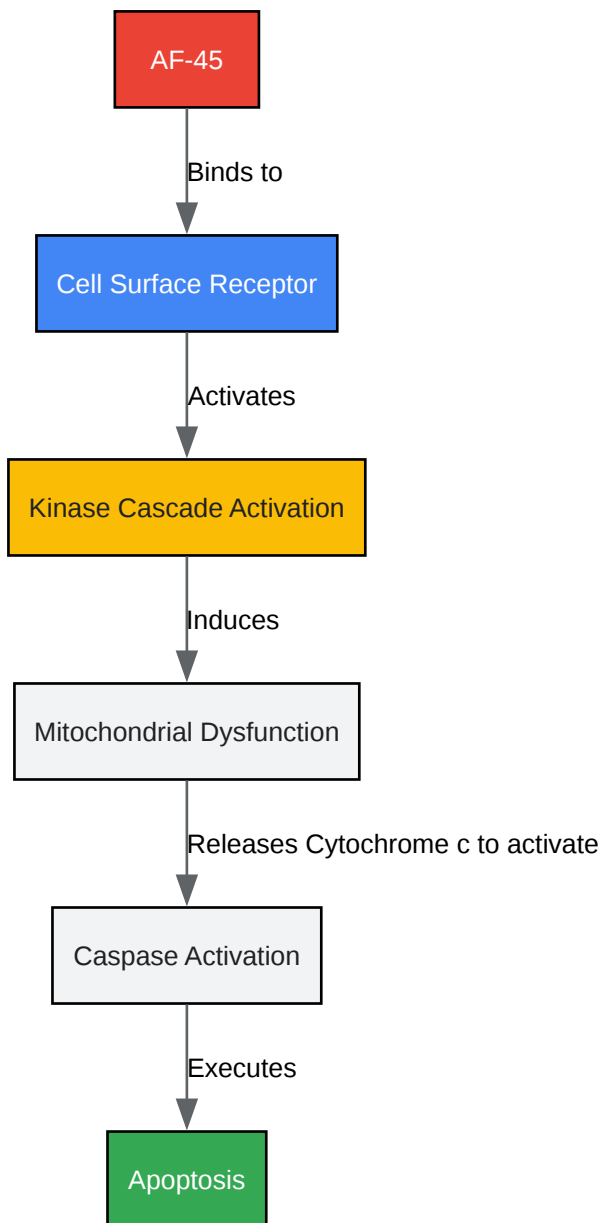 AF-45
Binds to
Cell Surface Receptor
Activates
Kinase Cascade Activation
Induces
Mitochondrial Dysfunction
Releases Cytochrome c to activate
Caspase Activation
Executes
Apoptosis